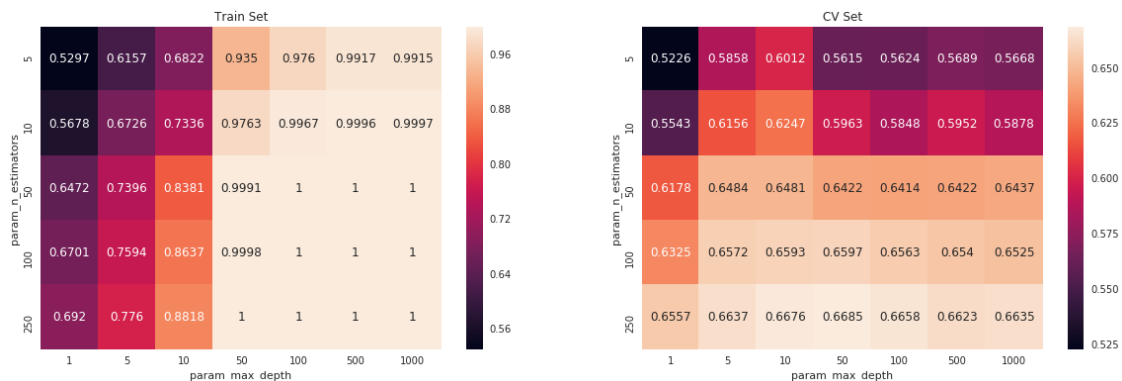 Train Set
5 0.5297 0.6157 0.6822 0.935 0.976 0.9917 0.9915
10 0.5678 0.6726 0.7336 0.9763 0.9967 0.9996 0.9997
50 0.6472 0.7396 0.8381 0.9991 1 1 1
100 0.6701 0.7594 0.8637 0.9998 1 1 1
250 0.692 0.776 0.8818 1 1 1 1
1 5 10 50 100 500 1000
param_max_depth
param_n_estimators
0.96
0.88
0.80
0.72
0.64
0.56
CV Set
5 0.5226 0.5858 0.6012 0.5615 0.5624 0.5689 0.5668
10 0.5543 0.6156 0.6247 0.5963 0.5848 0.5952 0.5878
50 0.6178 0.6484 0.6481 0.6422 0.6414 0.6422 0.6437
100 0.6325 0.6572 0.6593 0.6597 0.6563 0.654 0.6525
250 0.6557 0.6637 0.6676 0.6685 0.6658 0.6623 0.6635
1 5 10 50 100 500 1000
param_max_depth
param_n_estimators
0.650
0.625
0.600
0.575
0.550
0.525